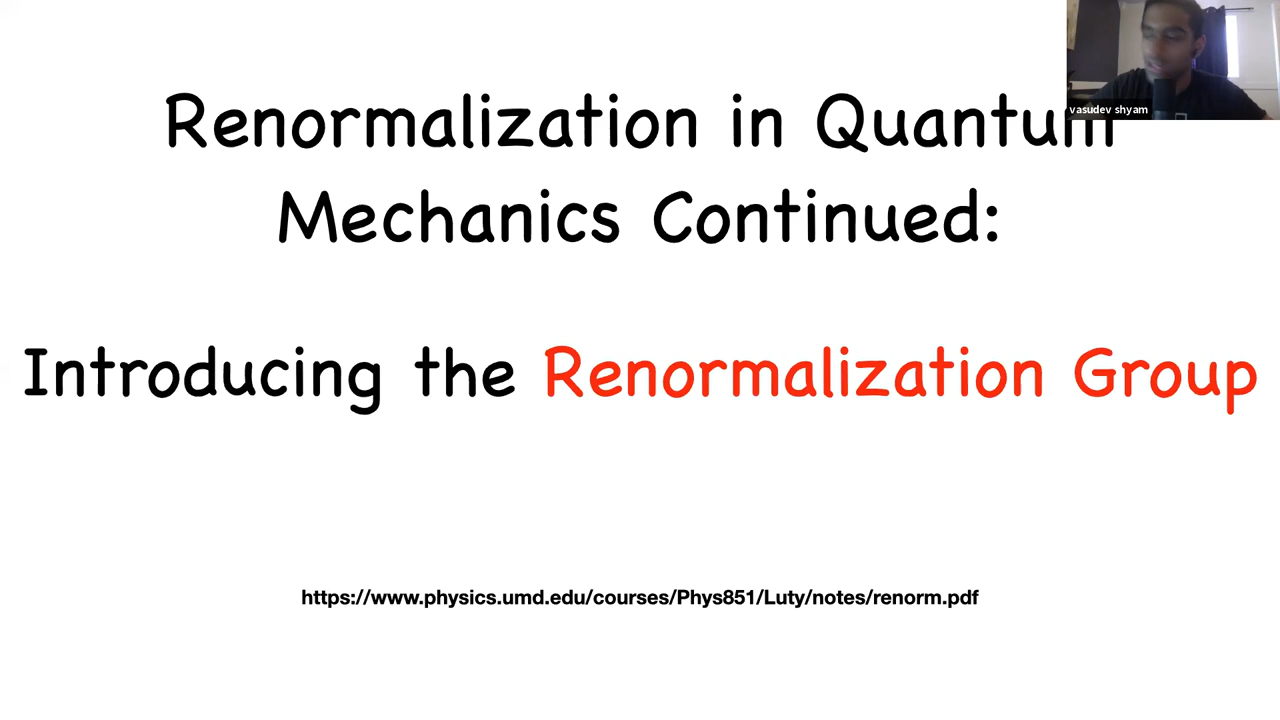 Renormalization in Quantum
Mechanics Continued:
Introducing the Renormalization Group
https://www.physics.umd.edu/courses/Phys851/Luty/notes/renorm.pdf
vasudev shyam